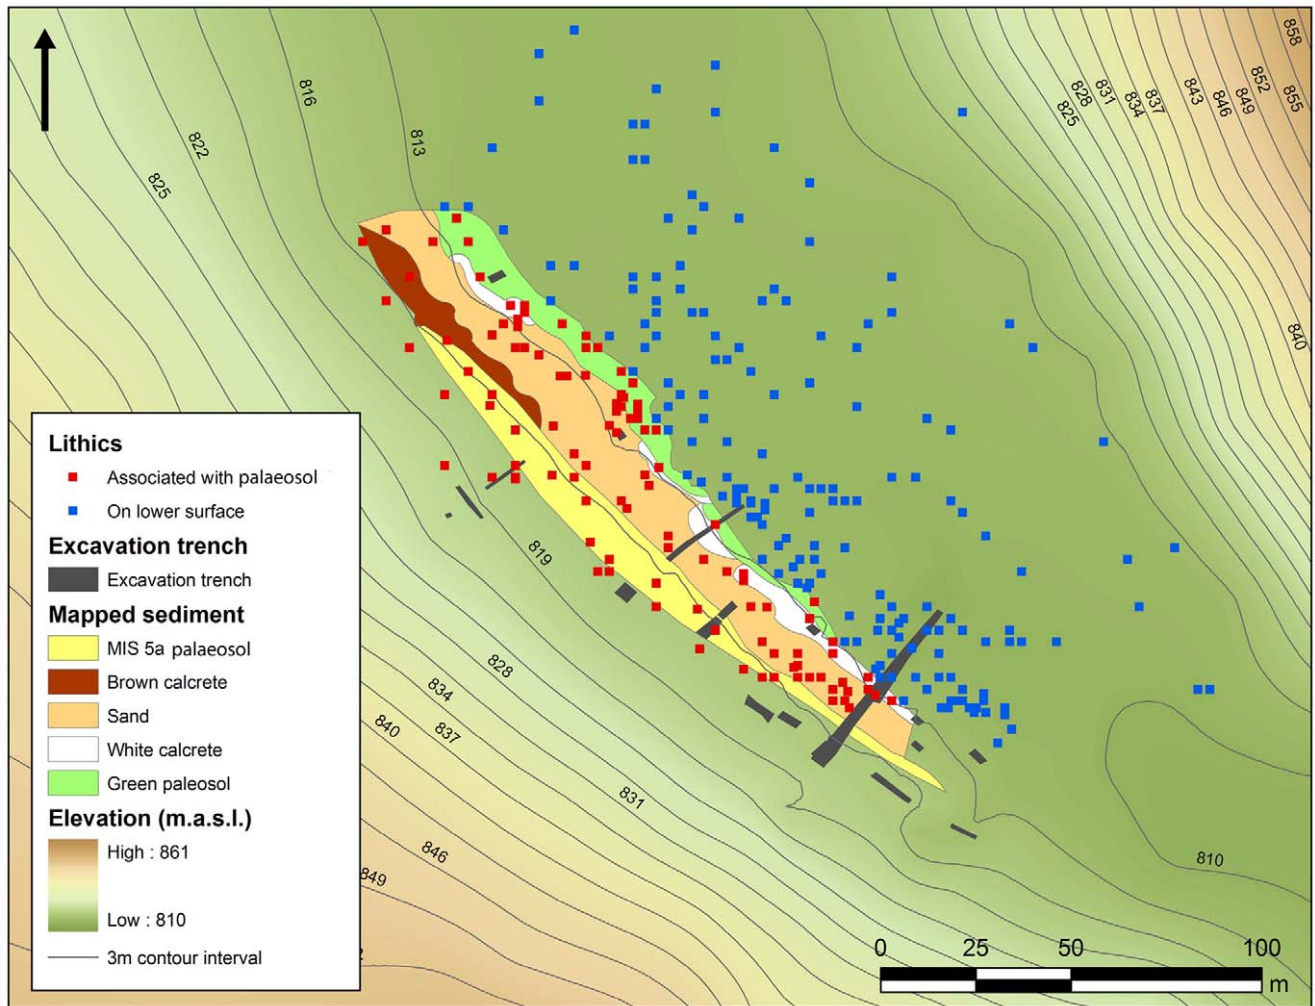 858
852
855
828
831
837
843
849
825
834
846
816
822
813
825
840
Lithics
Associated with palaeosol
On lower surface
Excavation trench
Excavation trench
Mapped sediment
MIS 5a palaeosol
Brown calcrete
Sand
White calcrete
Green paleosol
Elevation (m.a.s.l.)
High : 861
Low : 810
3m contour interval
819
828
834
840
837
831
846
849
810
0 25 50 100
m